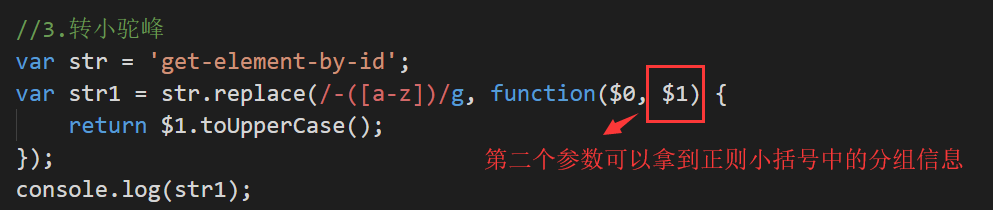 //3.转小驼峰
var str = 'get-element-by-id';
var str1 = str.replace(/-([a-z])/g, function($0, $1) {
    return $1.toUpperCase();
第二个参数可以拿到正则小括号中的分组信息
});
console.log(str1);